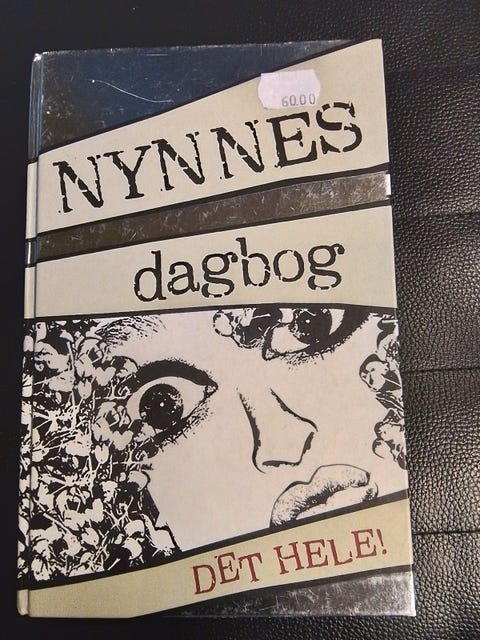 60.00
NYNNES
dagbog
DET HELE!